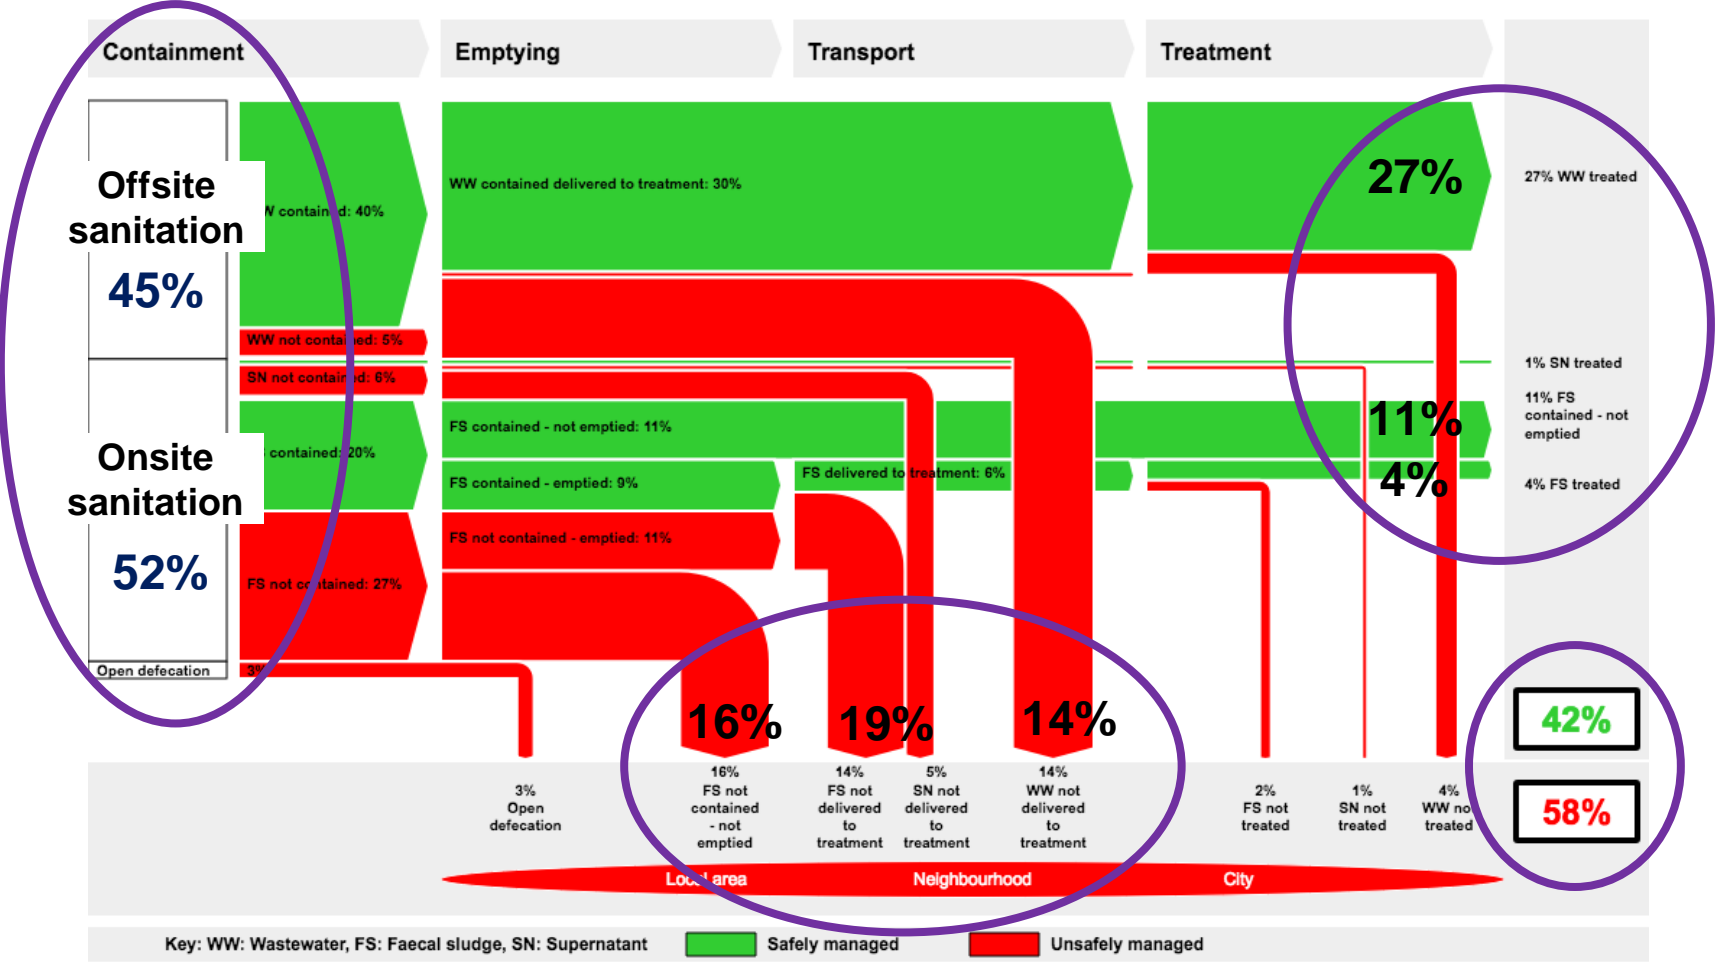 Containment
Emptying
Transport
Treatment
Offsite
sanitation
45%
W contained: 40%
WW not contained: 5%
WW contained delivered to treatment: 30%
27%
27% WW treated
SN not contained: 6%
1% SN treated
Onsite
sanitation
52%
contained: 20%
FS contained - not emptied: 11%
11%
11% FS
contained - not
emptied
FS contained - emptied: 9%
FS delivered to treatment: 6%
4%
4% FS treated
FS not contained - emptied: 11%
FS not contained: 27%
Open defecation
3%
16%
19%
14%
42%
58%
3%
Open
defecation
16%
FS not
contained
- not
emptied
14%
FS not
delivered
to
treatment
5%
SN not
delivered
to
treatment
14%
WW not
delivered
to
treatment
2%
FS not
treated
1%
SN not
treated
4%
WW no
treated
Local area
Neighbourhood
City
Key: WW: Wastewater, FS: Faecal sludge, SN: Supernatant
Safely managed
Unsafely managed